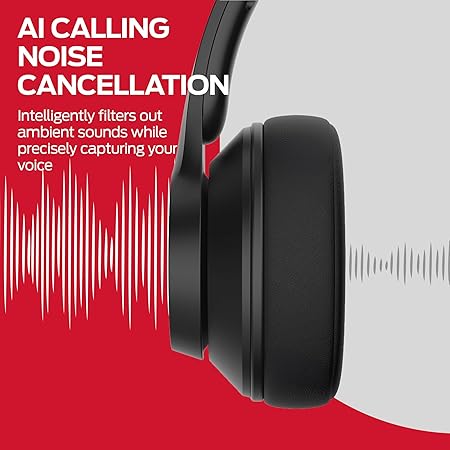 AI CALLING
NOISE
CANCELLATION
Intelligently filters out
ambient sounds while
precisely capturing your
voice